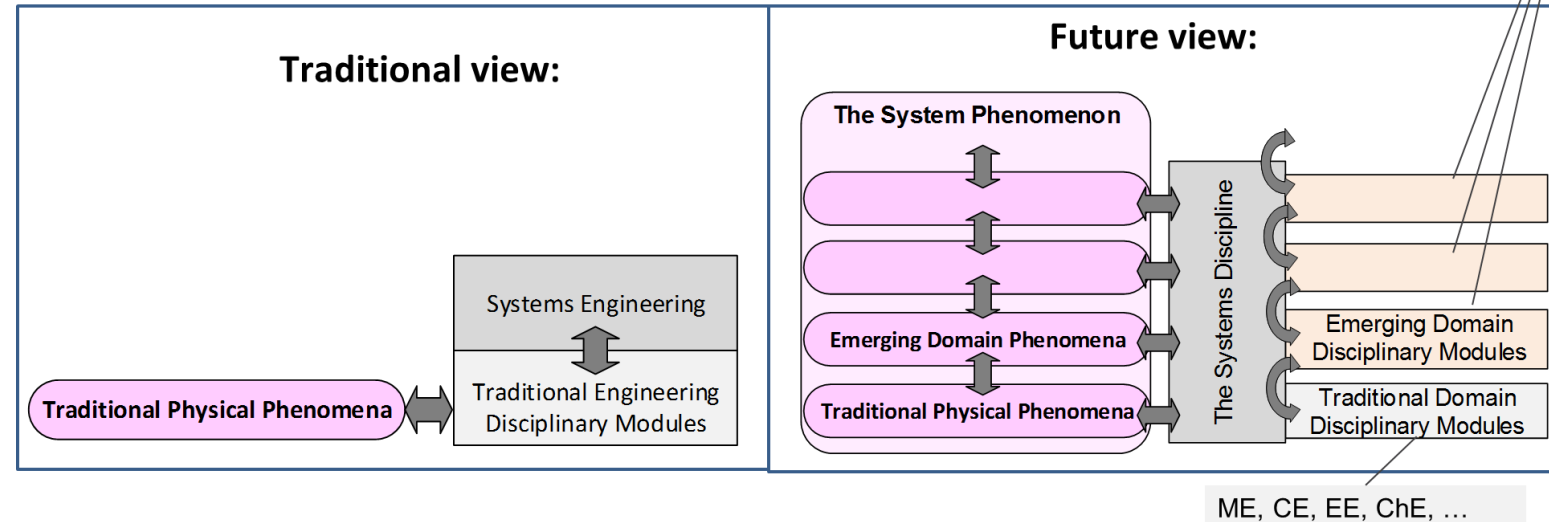 Traditional view:
Systems Engineering
Traditional Engineering
Disciplinary Modules
Traditional Physical Phenomena
Future view:
The System Phenomenon
Emerging Domain Phenomena
Traditional Physical Phenomena
The Systems Discipline
Emerging Domain
Disciplinary Modules
Traditional Domain
Disciplinary Modules
ME, CE, EE, ChE, …